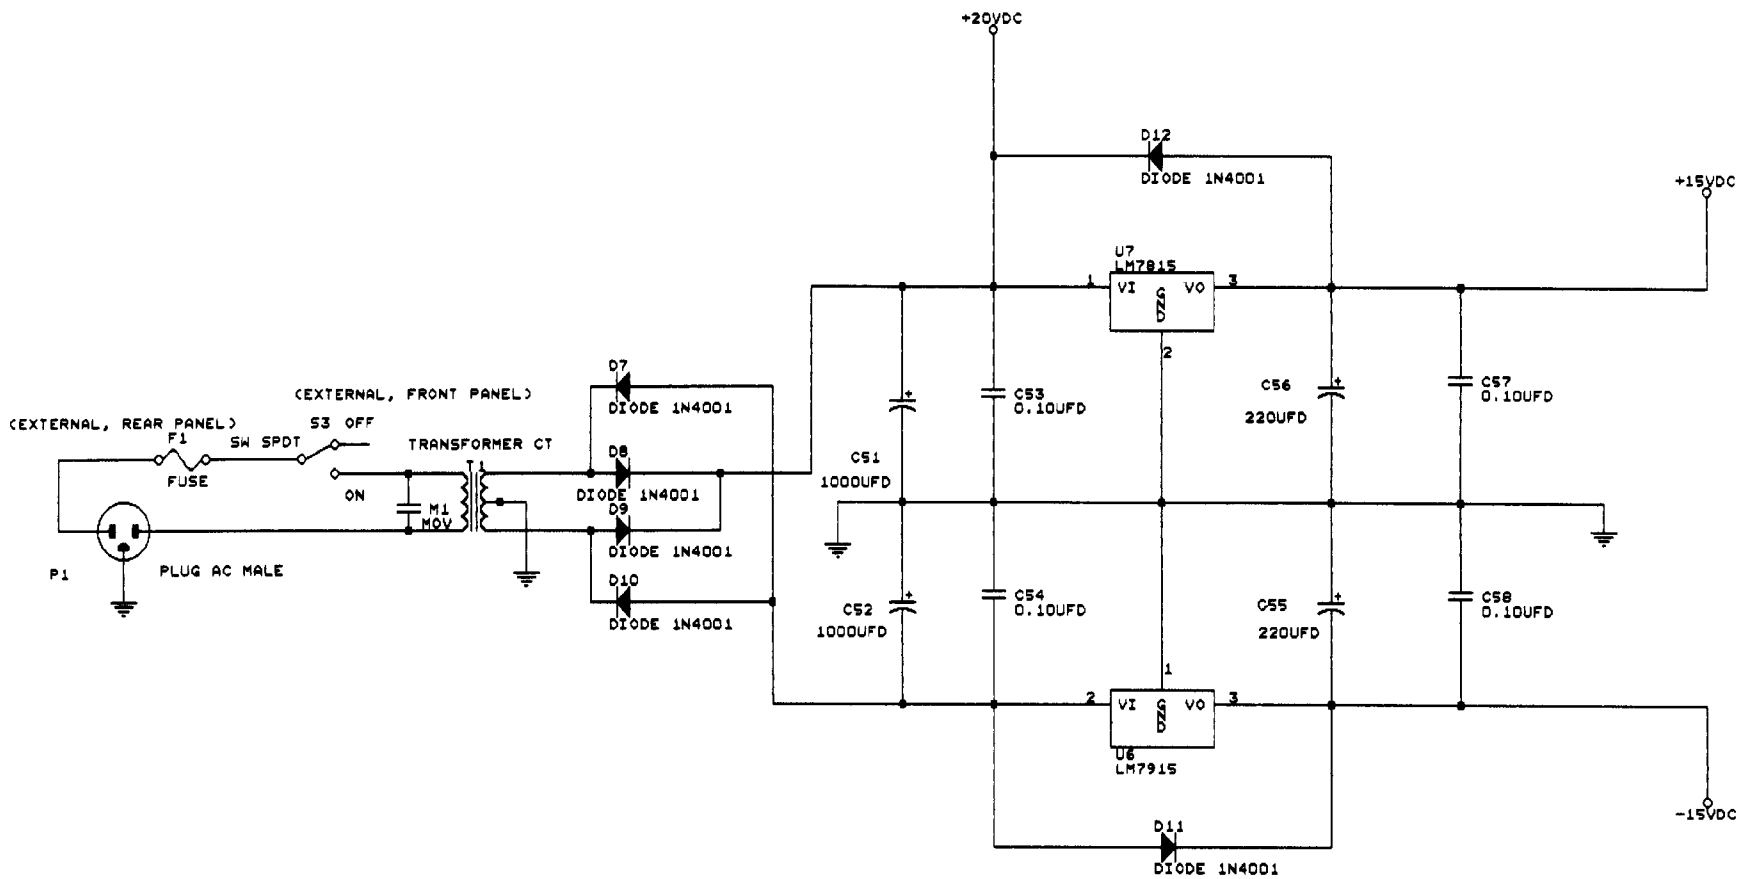 +20VDC
D12
DIODE 1N4001
+15VDC
U7
LM7815
1
VI
GND
VO
3
2
D7
DIODE 1N4001
(EXTERNAL, FRONT PANEL)
(EXTERNAL, REAR PANEL)
F1
FUSE
SW SPDT
S3 OFF
ON
TRANSFORMER CT
T1
M1
MOV
D8
DIODE 1N4001
D9
DIODE 1N4001
D10
DIODE 1N4001
P1
PLUG AC MALE
+
C51
1000UFD
C53
0.10UFD
C56
220UFD
+
C57
0.10UFD
C52
1000UFD
+
C54
0.10UFD
C55
220UFD
+
C58
0.10UFD
1
2
VI
GND
VO
3
U6
LM7915
-15VDC
D11
DIODE 1N4001